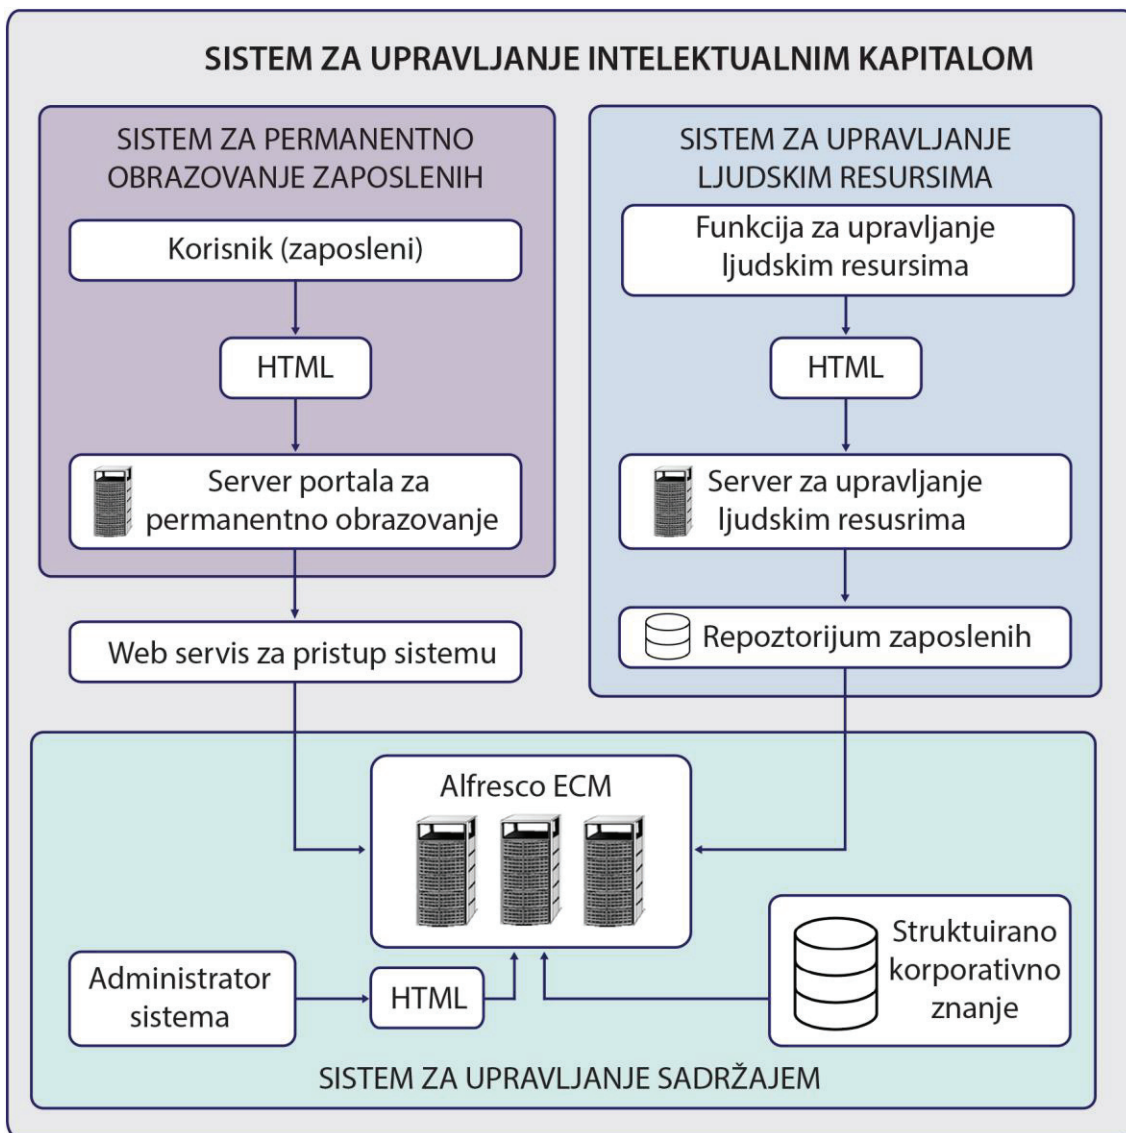 SISTEM ZA UPRAVLJANJE INTELEKTUALNIM KAPITALOM
SISTEM ZA PERMANENTNO
OBRAZOVANJE ZAPOSLENIH
Korisnik (zaposleni)
HTML
Server portala za
permanentno obrazovanje
Web servis za pristup sistemu
SISTEM ZA UPRAVLJANJE
LJUDSKIM RESURSIMA
Funkcija za upravljanje
ljudskim resursima
HTML
Server za upravljanje
ljudskim resusrima
Repoztorijum zaposlenih
Alfresco ECM
Administrator
sistema
HTML
Struktuirano
korporativno
znanje
SISTEM ZA UPRAVLJANJE SADRŽAJEM